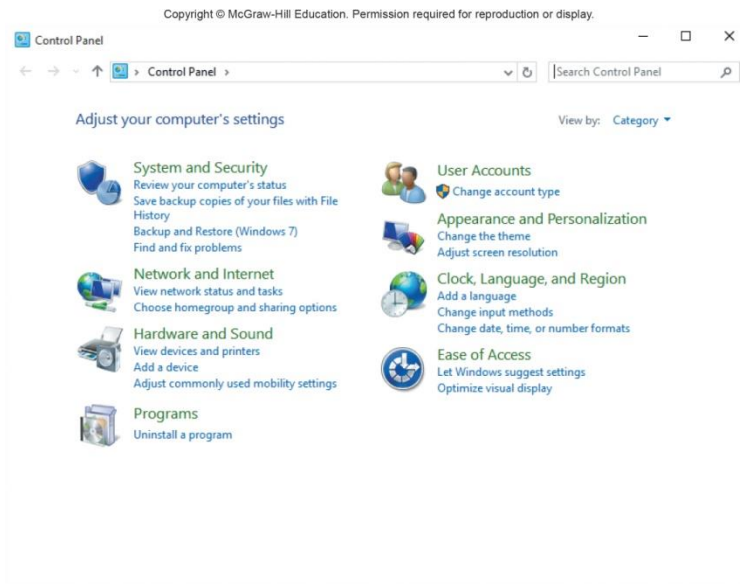 Copyright © McGraw-Hill Education. Permission required for reproduction or display.
Control Panel
Control Panel
Search Control Panel
Adjust your computer's settings
View by: Category
System and Security
Review your computer's status
Save backup copies of your files with File
History
Backup and Restore (Windows 7)
Find and fix problems
Network and Internet
View network status and tasks
Choose homegroup and sharing options
Hardware and Sound
View devices and printers
Add a device
Adjust commonly used mobility settings
Programs
Uninstall a program
User Accounts
Change account type
Appearance and Personalization
Change the theme
Adjust screen resolution
Clock, Language, and Region
Add a language
Change input methods
Change date, time, or number formats
Ease of Access
Let Windows suggest settings
Optimize visual display